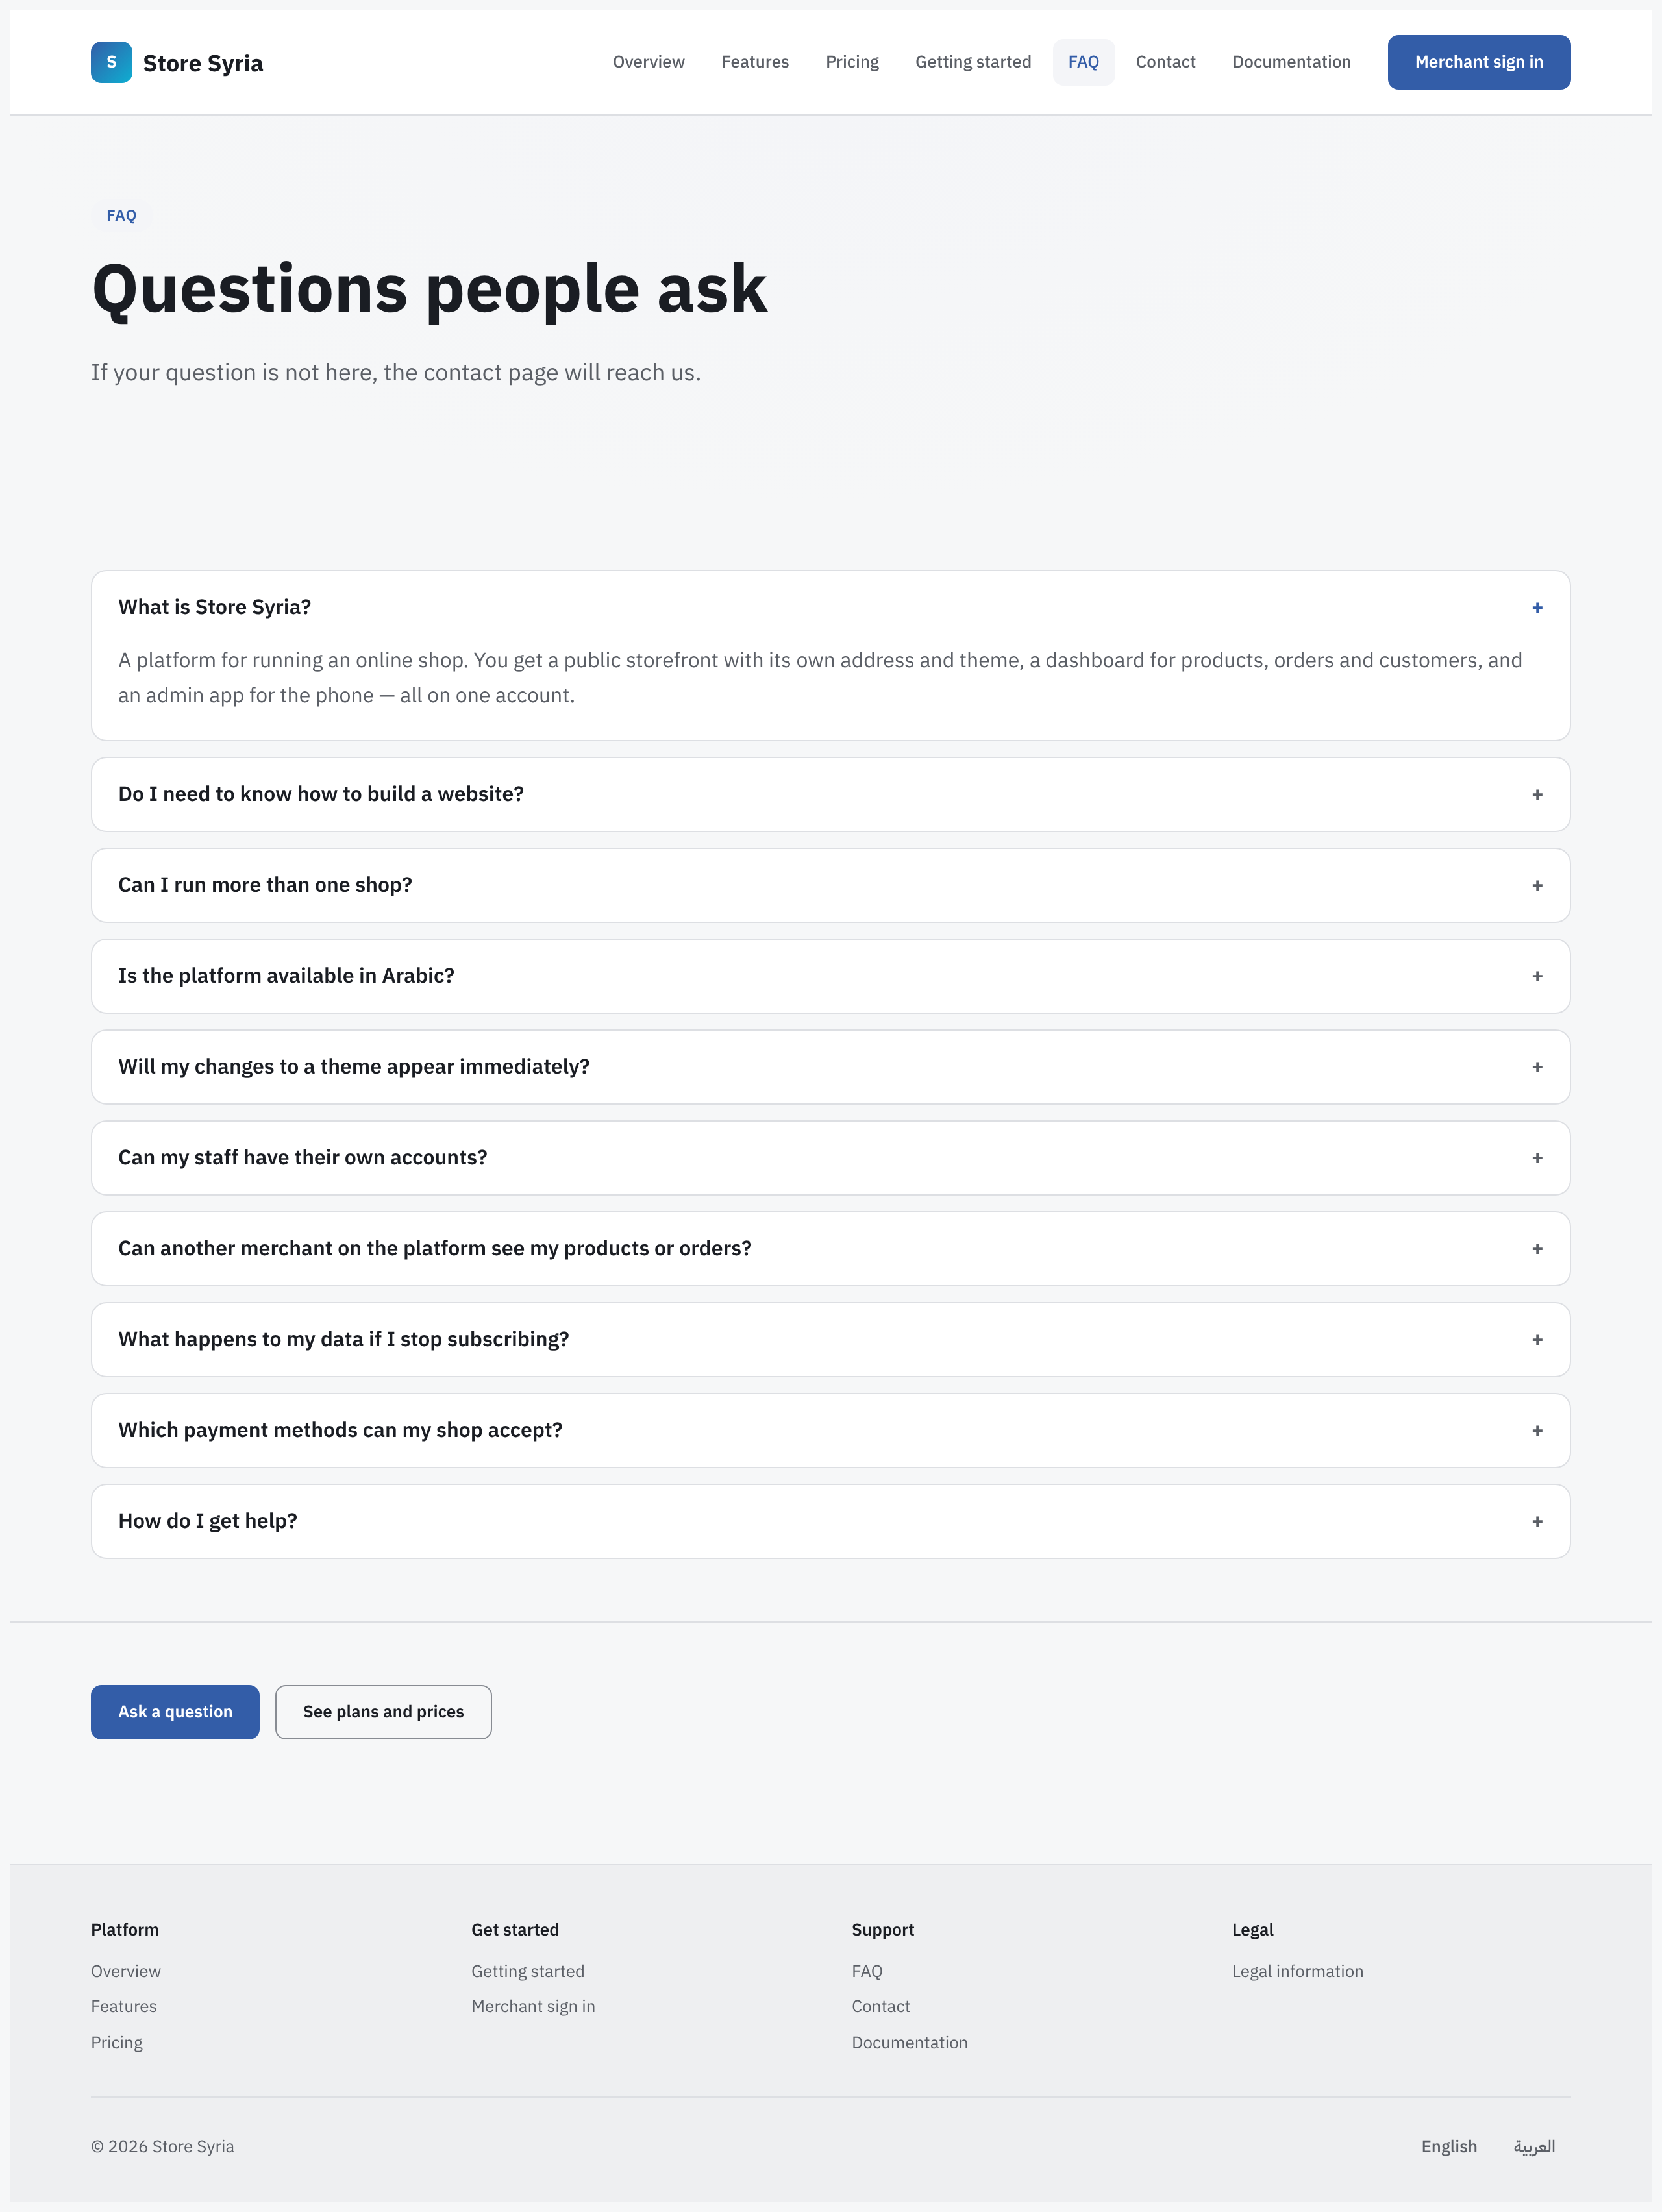 S
Store Syria
Overview
Features
Pricing
Getting started
FAQ
Contact
Documentation
Merchant sign in
FAQ
Questions people ask
If your question is not here, the contact page will reach us.
What is Store Syria?
+
A platform for running an online shop. You get a public storefront with its own address and theme, a dashboard for products, orders and customers, and
an admin app for the phone — all on one account.
Do I need to know how to build a website?
+
Can I run more than one shop?
+
Is the platform available in Arabic?
+
Will my changes to a theme appear immediately?
+
Can my staff have their own accounts?
+
Can another merchant on the platform see my products or orders?
+
What happens to my data if I stop subscribing?
+
Which payment methods can my shop accept?
+
How do I get help?
+
Ask a question
See plans and prices
Platform
Overview
Features
Pricing
Get started
Getting started
Merchant sign in
Support
FAQ
Contact
Documentation
Legal
Legal information
© 2026 Store Syria
English
العربية